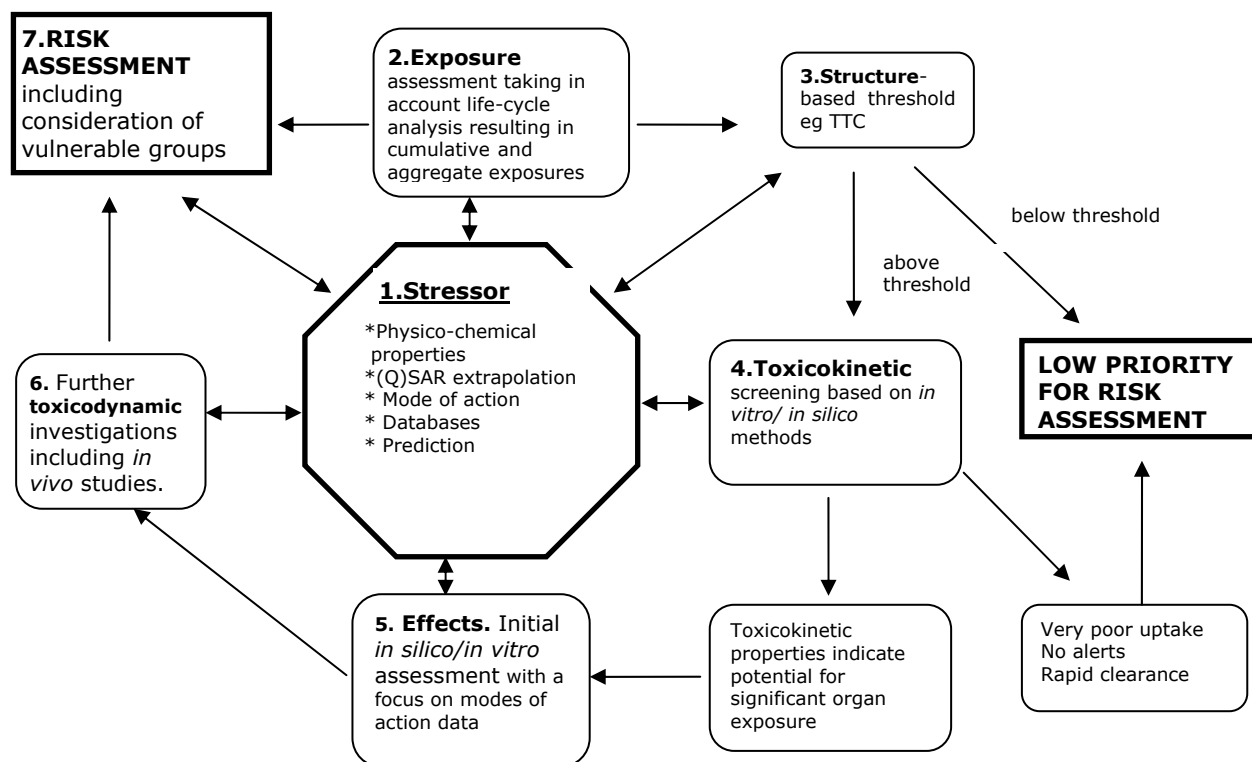 7.RISK
ASSESSMENT
including
consideration of
vulnerable groups
2.Exposure
assessment taking in
account life-cycle
analysis resulting in
cumulative and
aggregate exposures
3.Structure-
based threshold
eg TTC
below threshold
above
threshold
1.Stressor
*Physico-chemical
properties
*(Q)SAR extrapolation
* Mode of action
* Databases
* Prediction
6. Further
toxicodynamic
investigations
including in
vivo studies.
4.Toxicokinetic
screening based on in
vitro/ in silico
methods
LOW PRIORITY
FOR RISK
ASSESSMENT
5. Effects. Initial
in silico/in vitro
assessment with a
focus on modes of
action data
Toxicokinetic
properties indicate
potential for
significant organ
exposure
Very poor uptake
No alerts
Rapid clearance